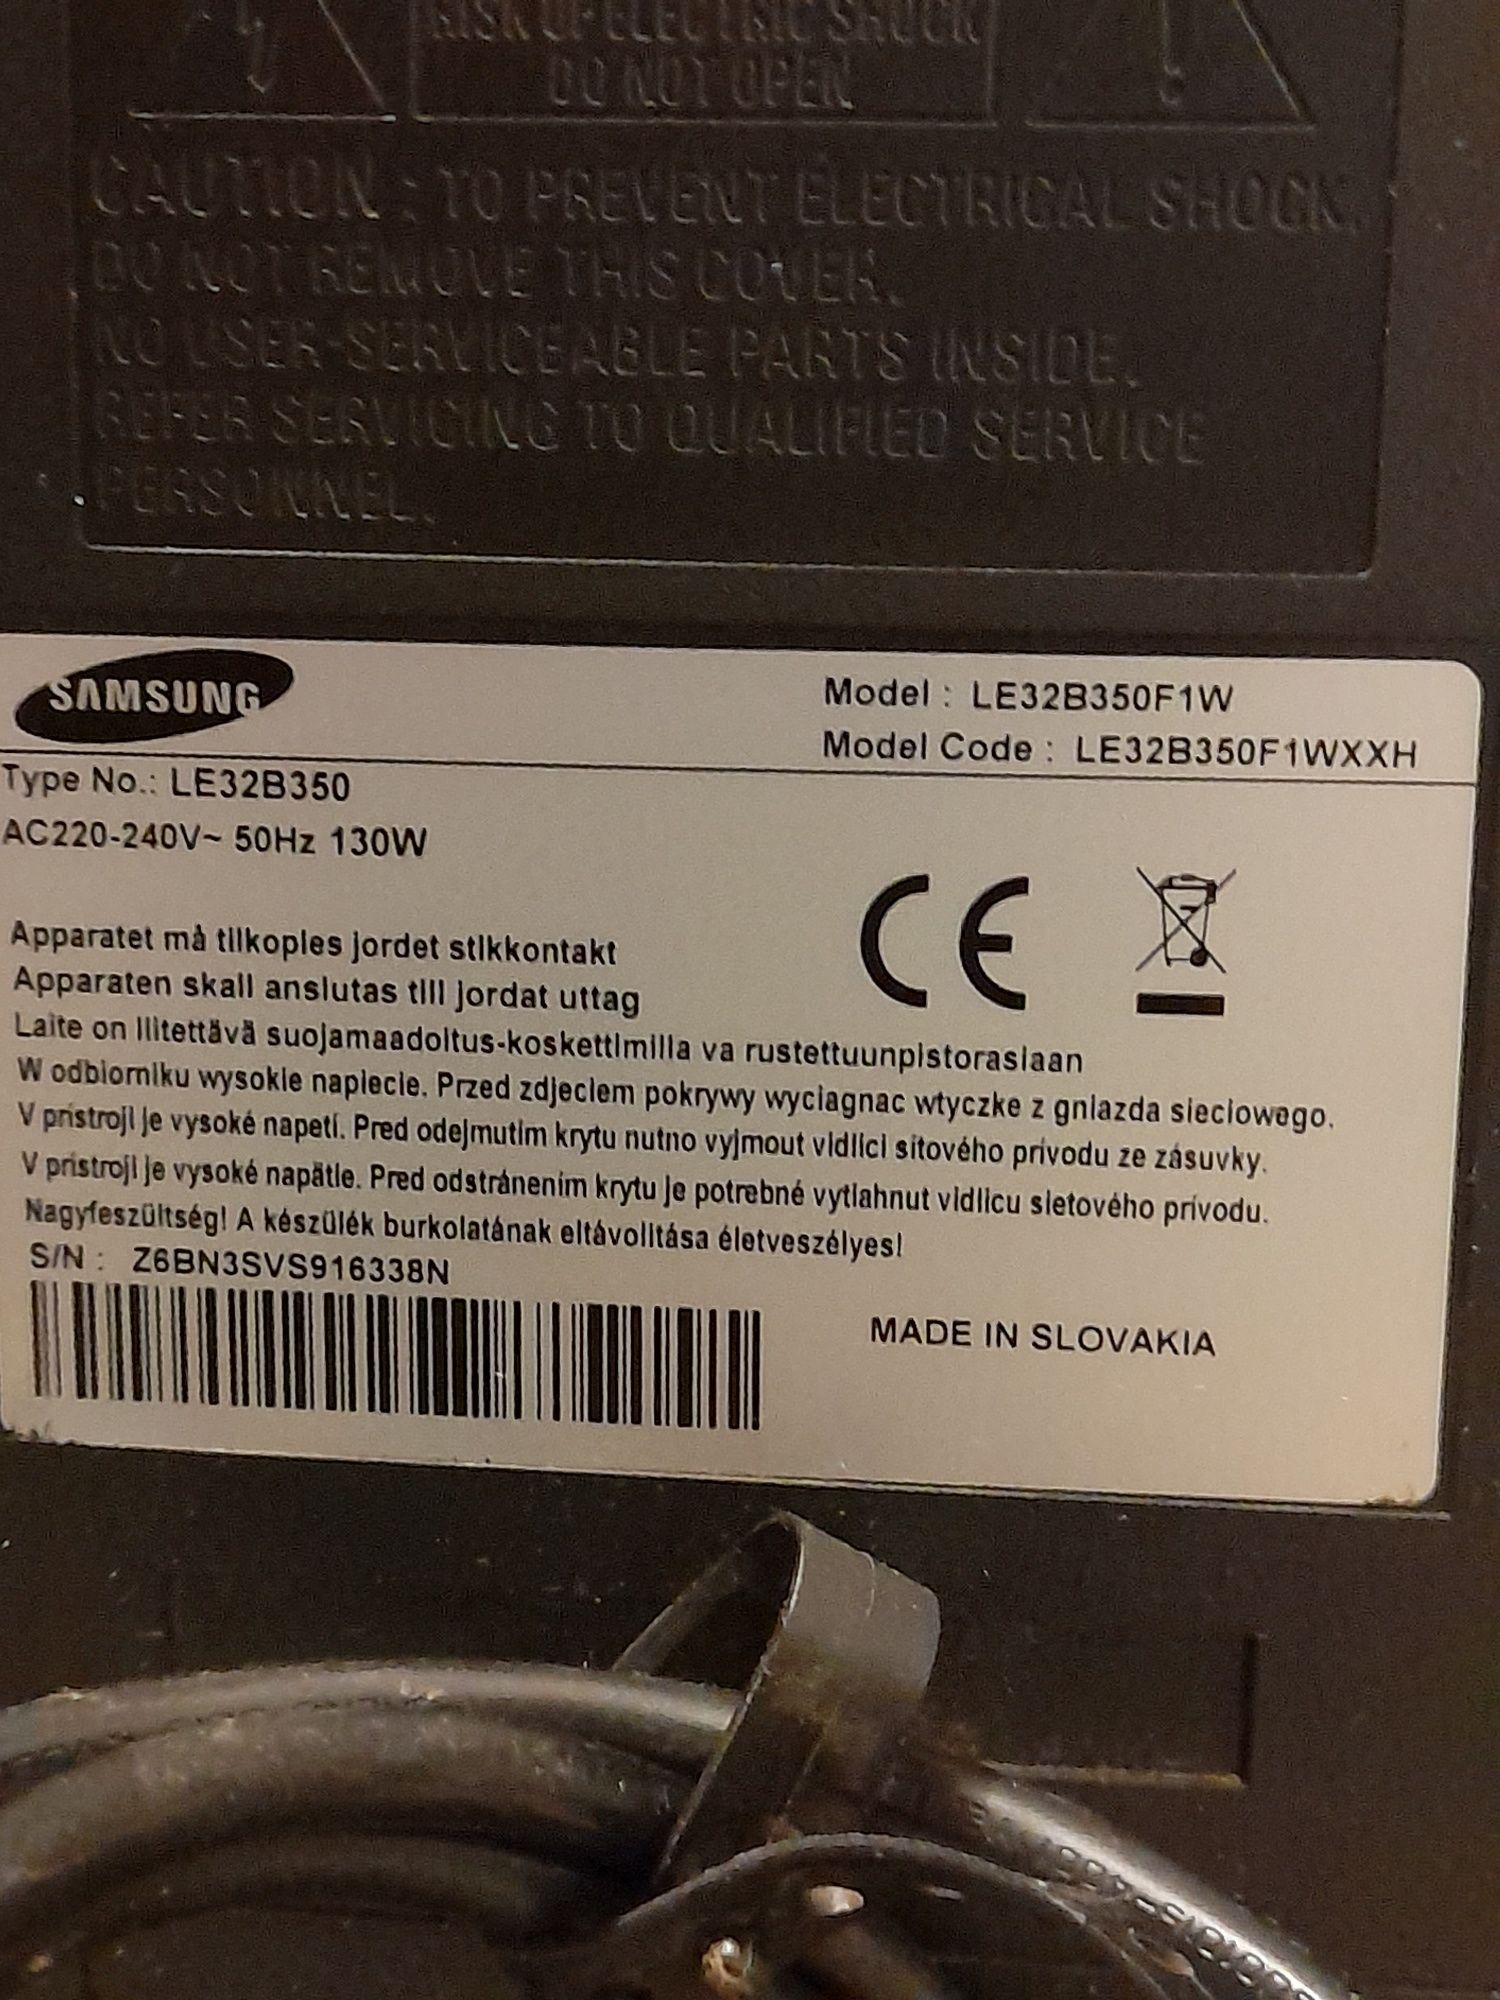 RISK OF ELECTRIC SHOCK
DO NOT OPEN
CAUTION : TO PREVENT ELECTRICAL SHOCK.
DO NOT REMOVE THIS COVER.
NO USER-SERVICEABLE PARTS INSIDE.
REFER SERVICING TO QUALIFIED SERVICE
PERSONNEL.
SAMSUNG
Model : LE32B350F1W
Model Code : LE32B350F1WXXH
Type No.: LE32B350
AC220-240V~ 50Hz 130W
Apparatet må tilkoples jordet stikkontakt
Apparaten skall anslutas till jordat uttag
Laite on liitettävä suojamaadoitus-koskettimilla va rustettuunpistorasiaan
W odbiorniku wysokie napiecie. Przed zdjeciem pokrywy wyciagnac wtyczke z gniazda sieciowego.
V pristroji je vysoké napetí. Pred odejmutim krytu nutno vyjmout vidlici sitového prívodu ze zásuvky.
V pristroji je vysoké napätie. Pred odstránením krytu je potrebné vytiahnut vidlicu sietového prívodu.
Nagyfeszültség! A készülék burkolatának eltávolitása életveszélyes!
S/N : Z6BN3SVS916338N
MADE IN SLOVAKIA